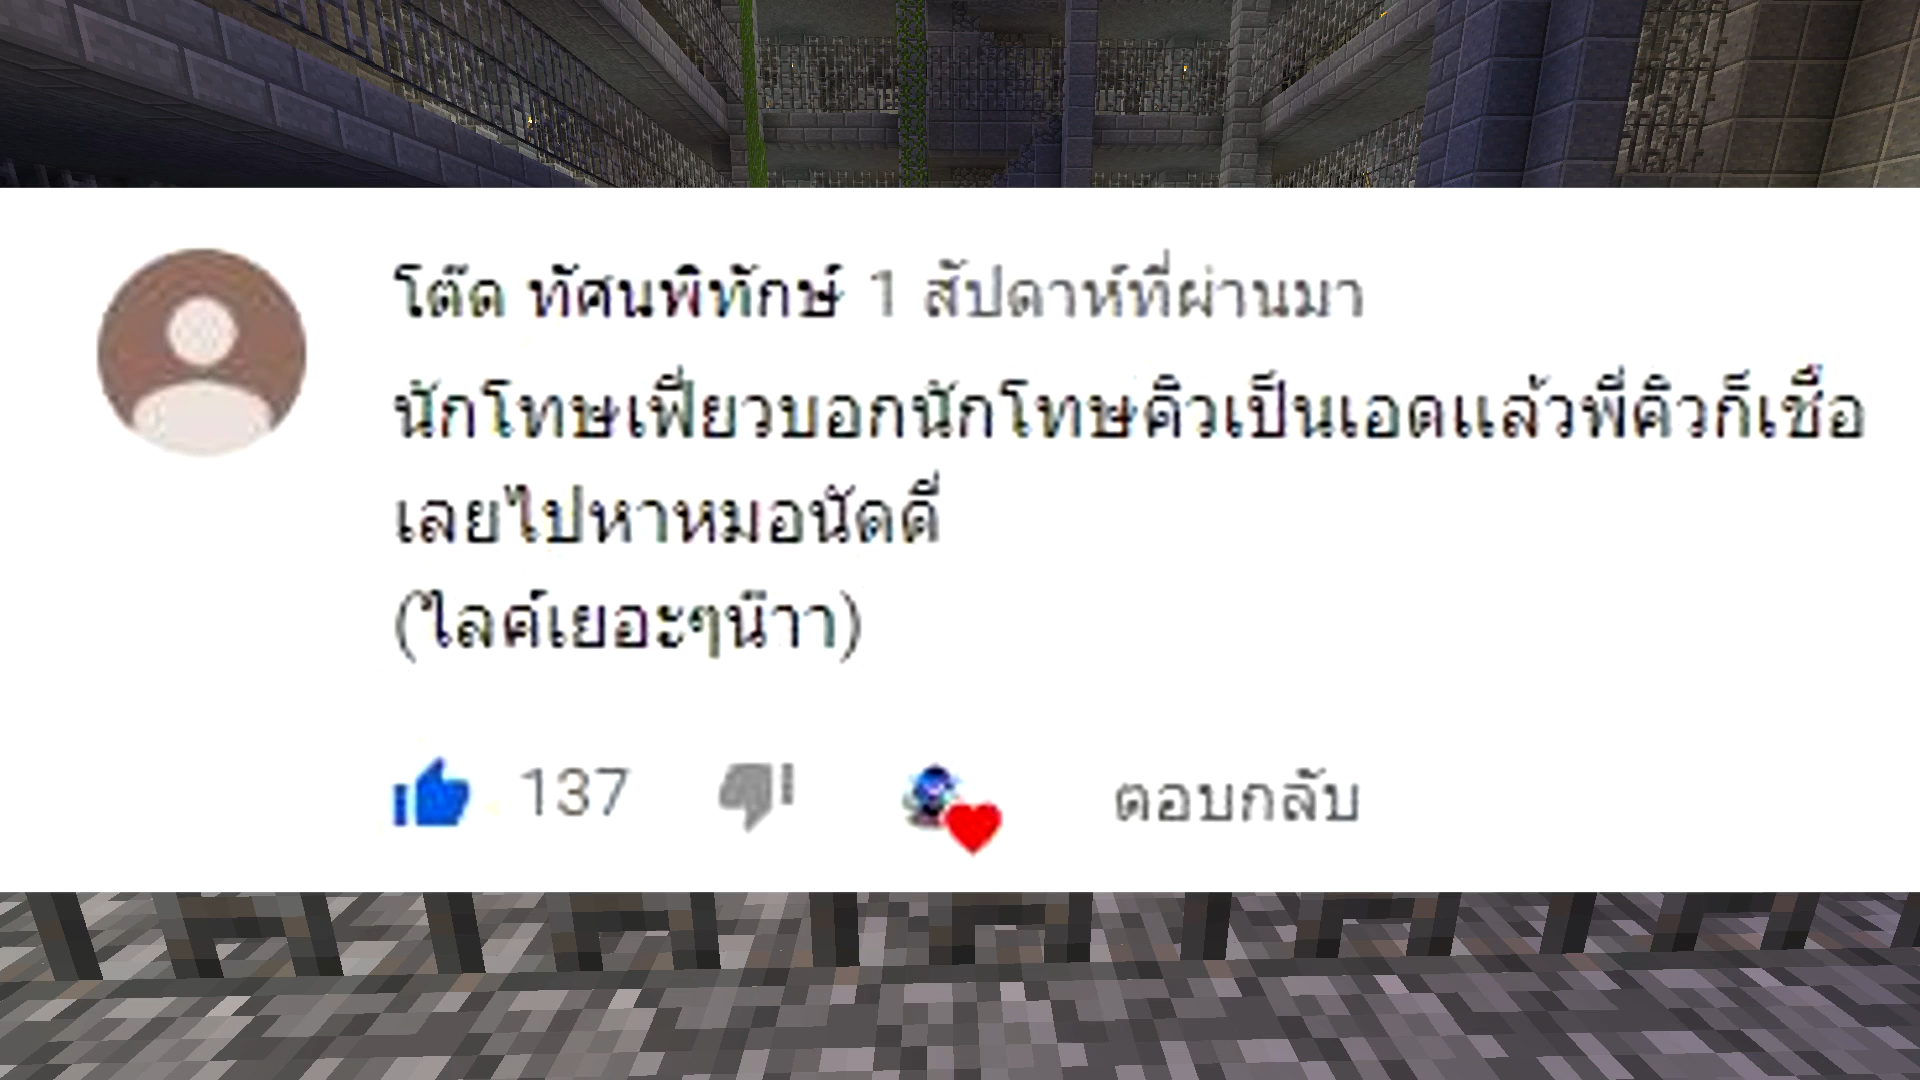 โต๊ด ทัศนพิทักษ์ 1 สัปดาห์ที่ผ่านมา
นักโทษเฟี่ยวบอกนักโทษคิวเป็นเอดแล้วพี่คิวก็เชื่อ
เลยไปหาหมอนัดดี่
(ไลค์เยอะๆน๊าา)
137 ตอบกลับ